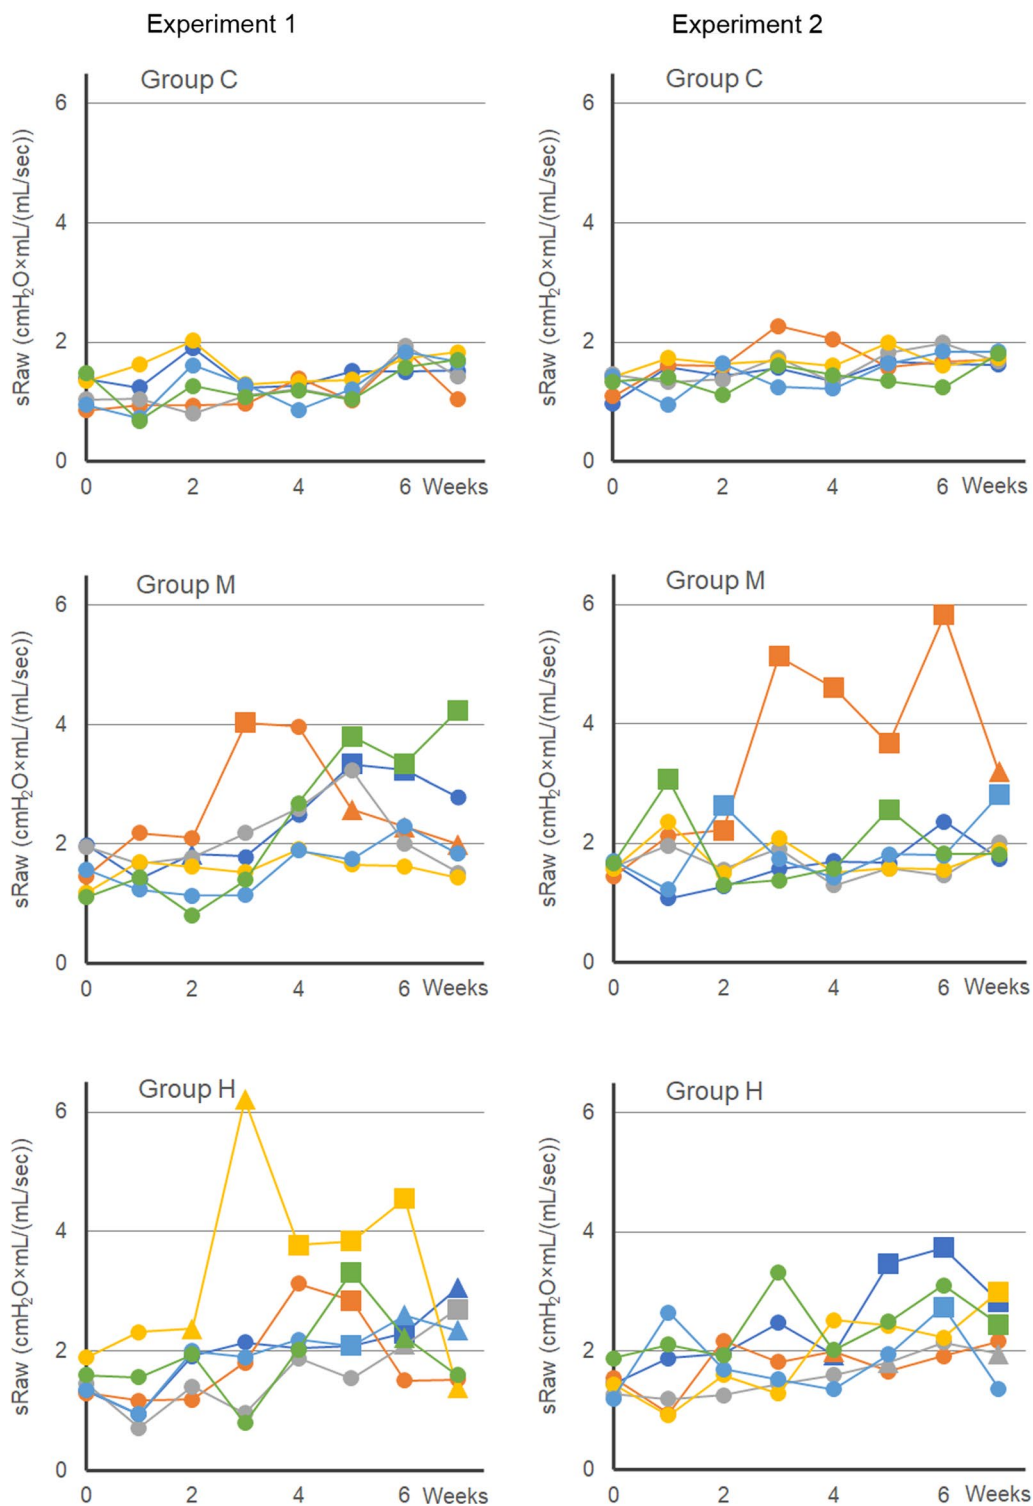 Experiment 1
Experiment 2
Group C
6
4
2
0
sRaw (cmH₂O×mL/(mL/sec))
0 2 4 6 Weeks
Group C
6
4
2
0
sRaw (cmH₂O×mL/(mL/sec))
0 2 4 6 Weeks
Group M
6
4
2
0
sRaw (cmH₂O×mL/(mL/sec))
0 2 4 6 Weeks
Group M
6
4
2
0
sRaw (cmH₂O×mL/(mL/sec))
0 2 4 6 Weeks
Group H
6
4
2
0
sRaw (cmH₂O×mL/(mL/sec))
0 2 4 6 Weeks
Group H
6
4
2
0
sRaw (cmH₂O×mL/(mL/sec))
0 2 4 6 Weeks